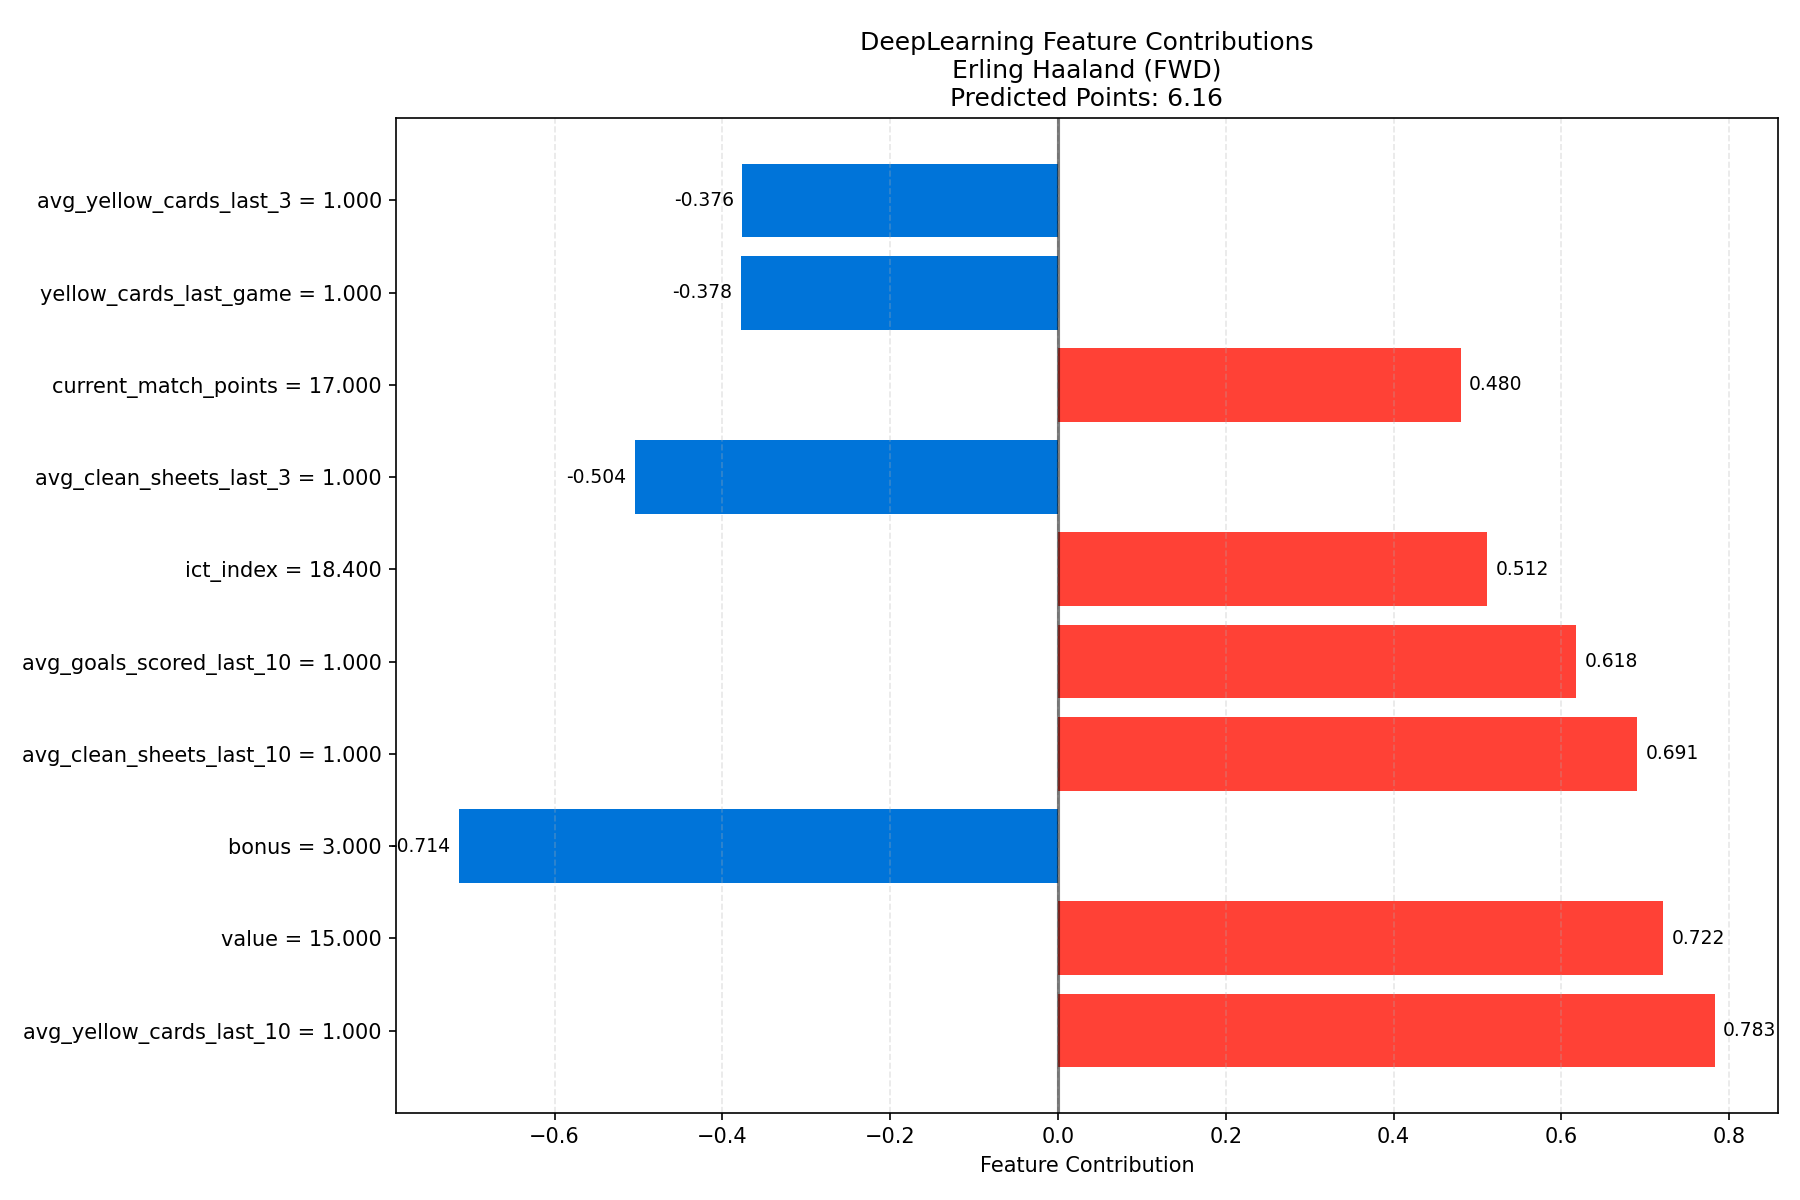 DeepLearning Feature Contributions
Erling Haaland (FWD)
Predicted Points: 6.16
avg_yellow_cards_last_3 = 1.000
-0.376
yellow_cards_last_game = 1.000
-0.378
current_match_points = 17.000
0.480
avg_clean_sheets_last_3 = 1.000
-0.504
ict_index = 18.400
0.512
avg_goals_scored_last_10 = 1.000
0.618
avg_clean_sheets_last_10 = 1.000
0.691
bonus = 3.000
0.714
value = 15.000
0.722
avg_yellow_cards_last_10 = 1.000
0.783
−0.6 −0.4 −0.2 0.0 0.2 0.4 0.6 0.8
Feature Contribution